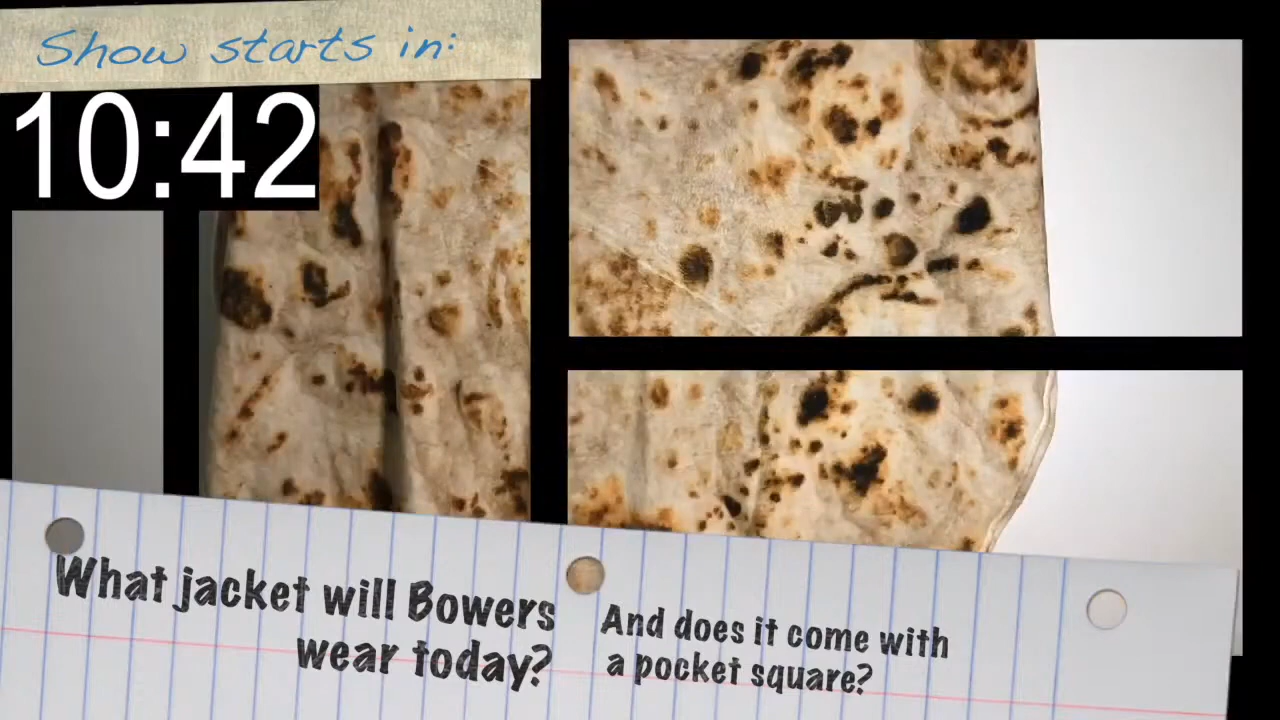 Show starts in:
10:42
What jacket will Bowers
wear today?
And does it come with
a pocket square?